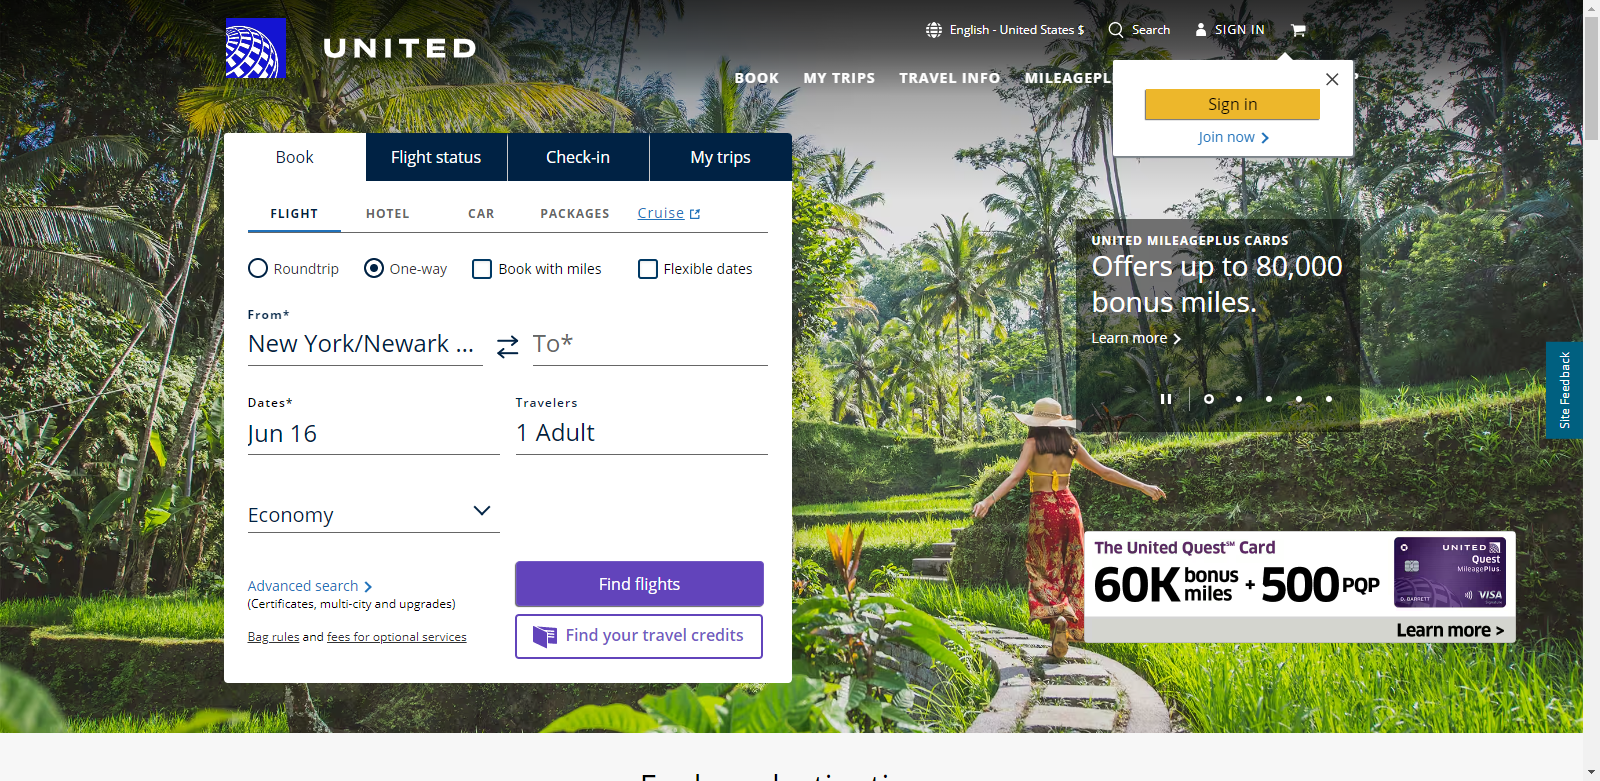 UNITED
English - United States $
Search
SIGN IN
BOOK
MY TRIPS
TRAVEL INFO
Sign in
Join now
Book
Flight status
Check-in
My trips
FLIGHT
HOTEL
CAR
PACKAGES
Cruise
Roundtrip
One-way
Book with miles
Flexible dates
From*
New York/Newark ...
To*
Dates*
Travelers
Jun 16
1 Adult
Economy
Advanced search
(Certificates, multi-city and upgrades)
Bag rules and fees for optional services
Find flights
Find your travel credits
UNITED MILEAGEPLUS CARDS
Offers up to 80,000
bonus miles.
Learn more
Site Feedback
The United Quest℠ Card
60K bonus miles + 500 PQP
UNITED
Quest
MileagePlus
D. BARRETT
VISA
Learn more >